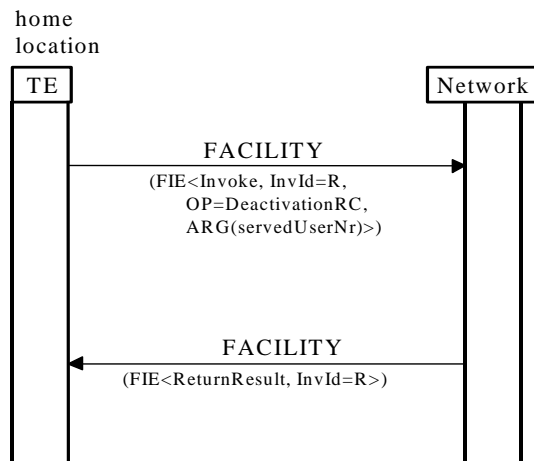 home
location
TE
Network
FACILITY
(FIE<Invoke, InvId=R,
OP=DeactivationRC,
ARG(servedUserNr)>)
FACILITY
(FIE<ReturnResult, InvId=R>)